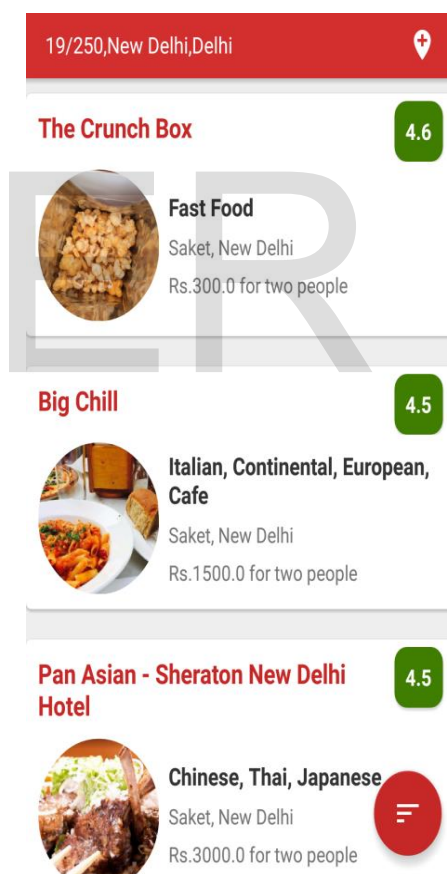 19/250,New Delhi,Delhi
The Crunch Box
4.6
Fast Food
Saket, New Delhi
Rs.300.0 for two people
ER
Big Chill
4.5
Italian, Continental, European,
Cafe
Saket, New Delhi
Rs.1500.0 for two people
Pan Asian - Sheraton New Delhi
Hotel
4.5
Chinese, Thai, Japanese
Saket, New Delhi
Rs.3000.0 for two people